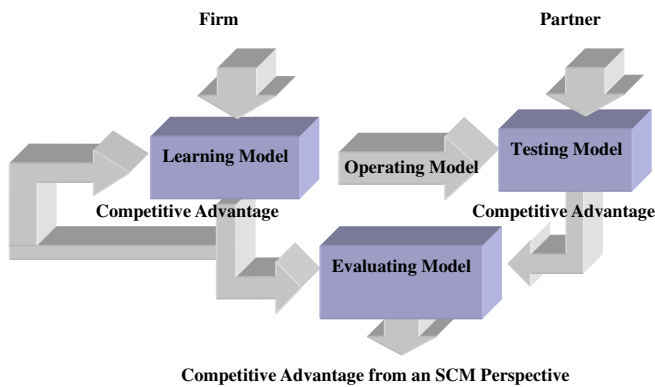 Firm
Partner
Learning Model
Operating Model
Testing Model
Competitive Advantage
Competitive Advantage
Evaluating Model
Competitive Advantage from an SCM Perspective